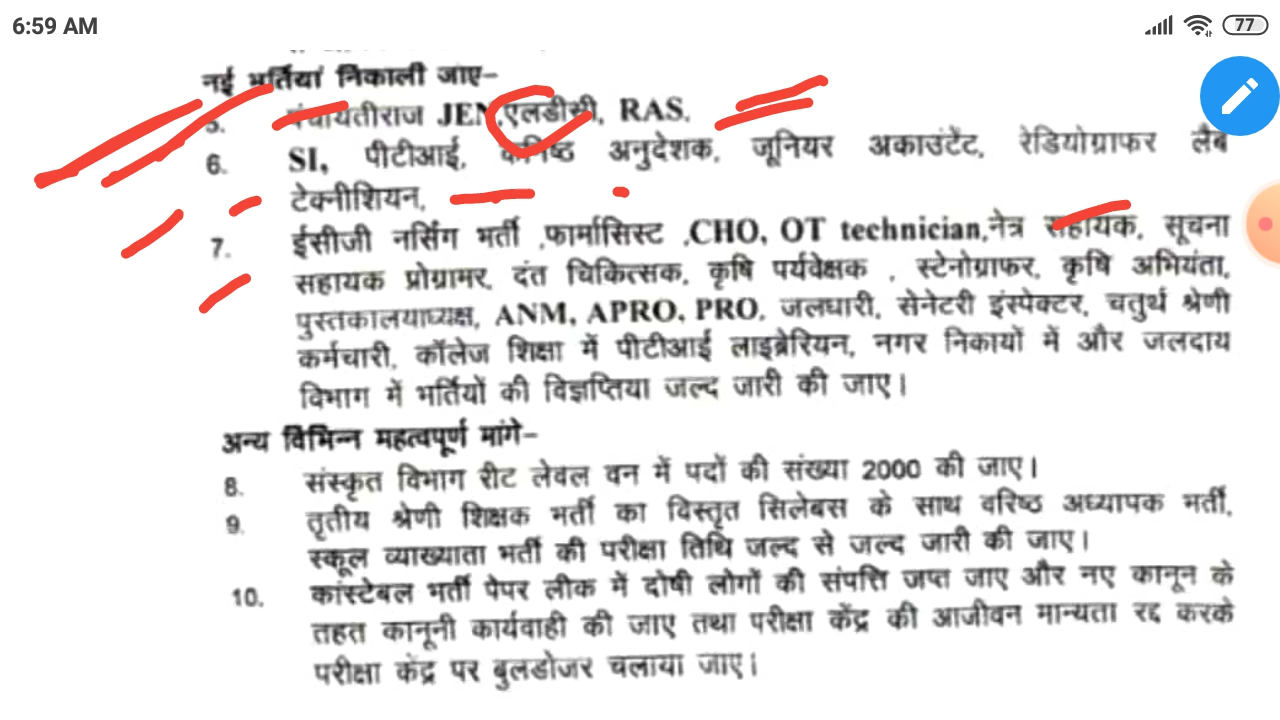 6:59 AM
77
नई भर्तियां निकाली जाए–
5. पंचायतीराज JEN,एलडीसी, RAS.
6. SI, पीटीआई, कनिष्ठ अनुदेशक, जूनियर अकाउंटेंट, रेडियोग्राफर लैब
टेक्नीशियन,
7. ईसीजी नर्सिंग भर्ती ,फार्मासिस्ट ,CHO, OT technician,नेत्र सहायक, सूचना
सहायक प्रोग्रामर, दंत चिकित्सक, कृषि पर्यवेक्षक , स्टेनोग्राफर, कृषि अभियंता,
पुस्तकालयाध्यक्ष, ANM, APRO, PRO, जलधारी, सेनेटरी इंस्पेक्टर, चतुर्थ श्रेणी
कर्मचारी, कॉलेज शिक्षा में पीटीआई लाइब्रेरियन, नगर निकायों में और जलदाय
विभाग में भर्तियों की विज्ञप्तिया जल्द जारी की जाए।
अन्य विभिन्न महत्वपूर्ण मांगे–
8. संस्कृत विभाग रीट लेवल वन में पदों की संख्या 2000 की जाए।
9. तृतीय श्रेणी शिक्षक भर्ती का विस्तृत सिलेबस के साथ वरिष्ठ अध्यापक भर्ती,
स्कूल व्याख्याता भर्ती की परीक्षा तिथि जल्द से जल्द जारी की जाए।
10. कांस्टेबल भर्ती पेपर लीक में दोषी लोगों की संपत्ति जप्त जाए और नए कानून के
तहत कानूनी कार्यवाही की जाए तथा परीक्षा केंद्र की आजीवन मान्यता रद्द करके
परीक्षा केंद्र पर बुलडोजर चलाया जाए।